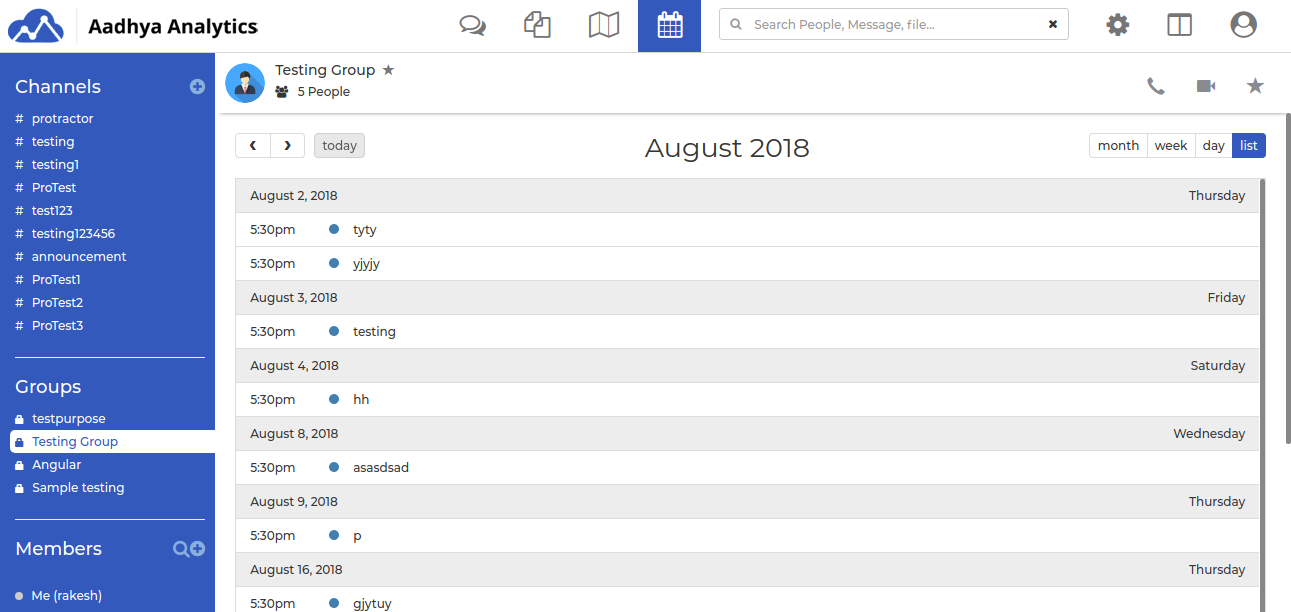 Aadhya Analytics
Search People, Message, file...
Channels
# protractor
# testing
# testing1
# ProTest
# test123
# testing123456
# announcement
# ProTest1
# ProTest2
# ProTest3
Groups
testpurpose
Testing Group
Angular
Sample testing
Members
Me (rakesh)
Testing Group
5 People
today
August 2018
month week day list
August 2, 2018 Thursday
5:30pm tyty
5:30pm yjyjy
August 3, 2018 Friday
5:30pm testing
August 4, 2018 Saturday
5:30pm hh
August 8, 2018 Wednesday
5:30pm asasdsad
August 9, 2018 Thursday
5:30pm p
August 16, 2018 Thursday
5:30pm gjytuy